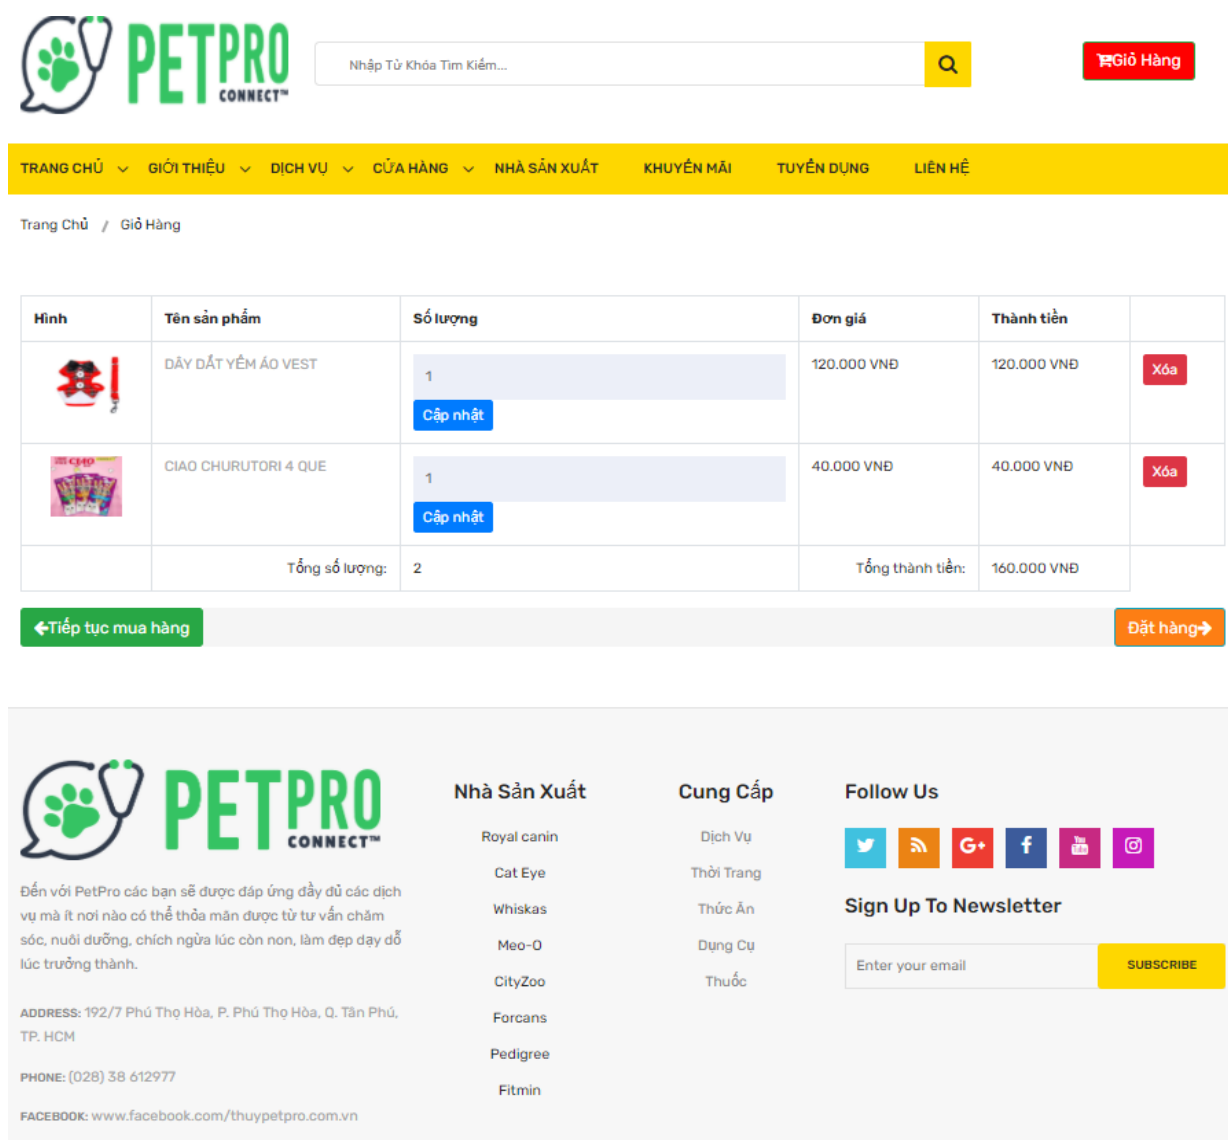 PETPRO
CONNECT™
Nhập Từ Khóa Tìm Kiếm...
Giỏ Hàng
TRANG CHỦ GIỚI THIỆU DỊCH VỤ CỬA HÀNG NHÀ SẢN XUẤT KHUYẾN MÃI TUYỂN DỤNG LIÊN HỆ
Trang Chủ / Giỏ Hàng
Hình Tên sản phẩm Số lượng Đơn giá Thành tiền
DÂY DẮT YẾM ÁO VEST 1 120.000 VNĐ 120.000 VNĐ Xóa
Cập nhật
CIAO
CIAO CHURUTORI 4 QUE 1 40.000 VNĐ 40.000 VNĐ Xóa
Cập nhật
Tổng số lượng: 2 Tổng thành tiền: 160.000 VNĐ
Tiếp tục mua hàng Đặt hàng
PETPRO
CONNECT™
Đến với PetPro các bạn sẽ được đáp ứng đầy đủ các dịch
vụ mà ít nơi nào có thể thỏa mãn được từ tư vấn chăm
sóc, nuôi dưỡng, chích ngừa lúc còn non, làm đẹp dạy dỗ
lúc trưởng thành.
ADDRESS: 192/7 Phú Thọ Hòa, P. Phú Thọ Hòa, Q. Tân Phú,
TP. HCM
PHONE: (028) 38 612977
FACEBOOK: www.facebook.com/thuypetpro.com.vn
Nhà Sản Xuất
Royal canin
Cat Eye
Whiskas
Meo-O
CityZoo
Forcans
Pedigree
Fitmin
Cung Cấp
Dịch Vụ
Thời Trang
Thức Ăn
Dụng Cụ
Thuốc
Follow Us
G+ f You Tube
Sign Up To Newsletter
Enter your email SUBSCRIBE